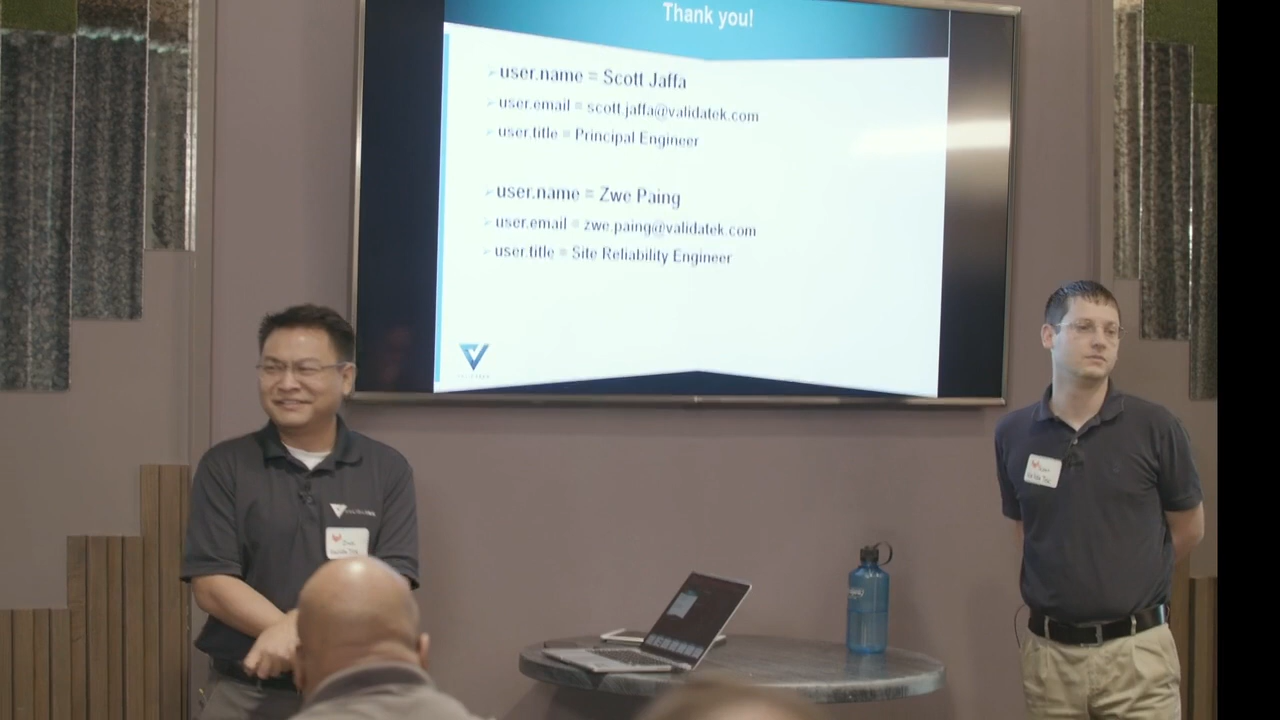 Thank you!
user.name = Scott Jaffa
user.email = scott.jaffa@validatek.com
user.title = Principal Engineer
user.name = Zwe Paing
user.email = zwe.paing@validatek.com
user.title = Site Reliability Engineer